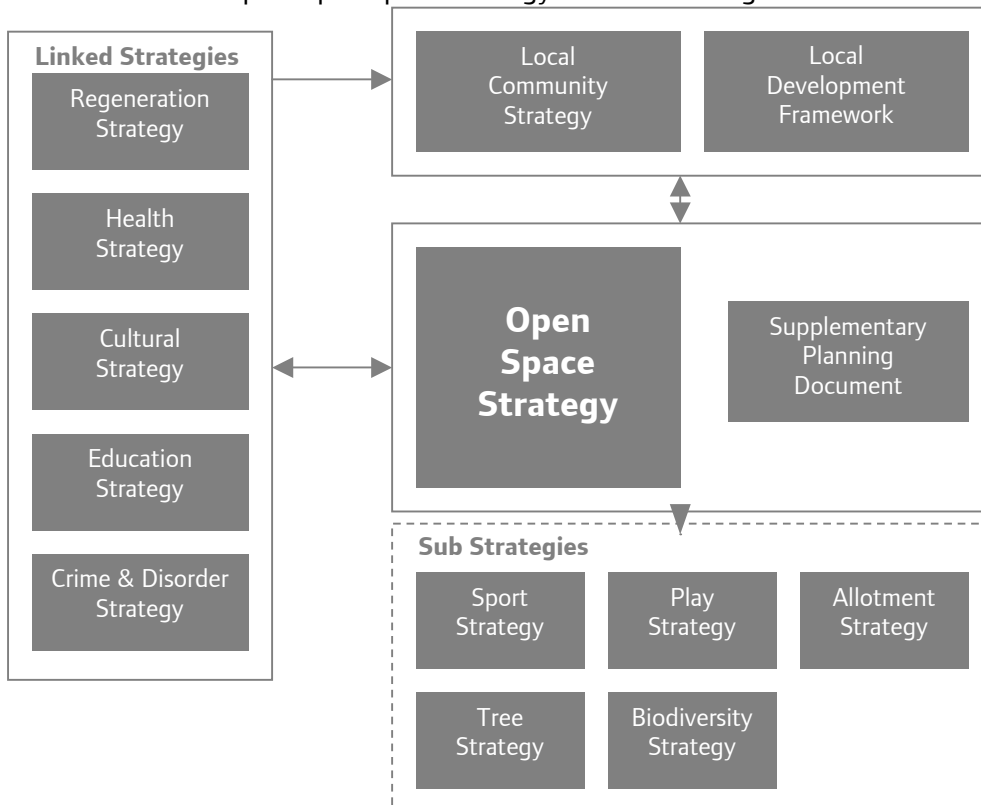 Linked Strategies
Regeneration
Strategy
Health
Strategy
Cultural
Strategy
Education
Strategy
Crime & Disorder
Strategy
Local
Community
Strategy
Local
Development
Framework
Open
Space
Strategy
Supplementary
Planning
Document
Sub Strategies
Sport
Strategy
Play
Strategy
Allotment
Strategy
Tree
Strategy
Biodiversity
Strategy